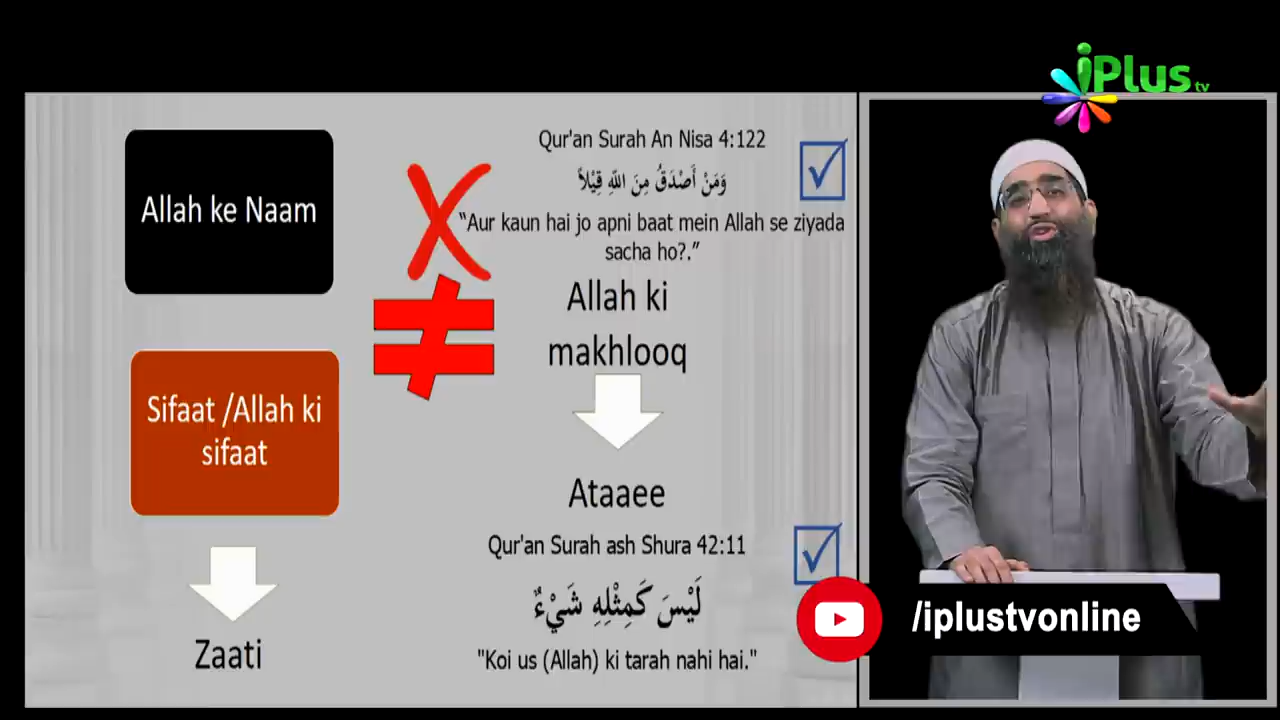 iPlus tv
Allah ke Naam
Sifaat /Allah ki
sifaat
Zaati
Qur'an Surah An Nisa 4:122
وَمَنْ أَصْدَقُ مِنَ اللّهِ قِيْلاً
“Aur kaun hai jo apni baat mein Allah se ziyada
sacha ho?.”
Allah ki
makhlooq
Ataaee
Qur'an Surah ash Shura 42:11
لَيْسَ كَمِثْلِهِ شَيْءٌ
"Koi us (Allah) ki tarah nahi hai."
/iplustvonline